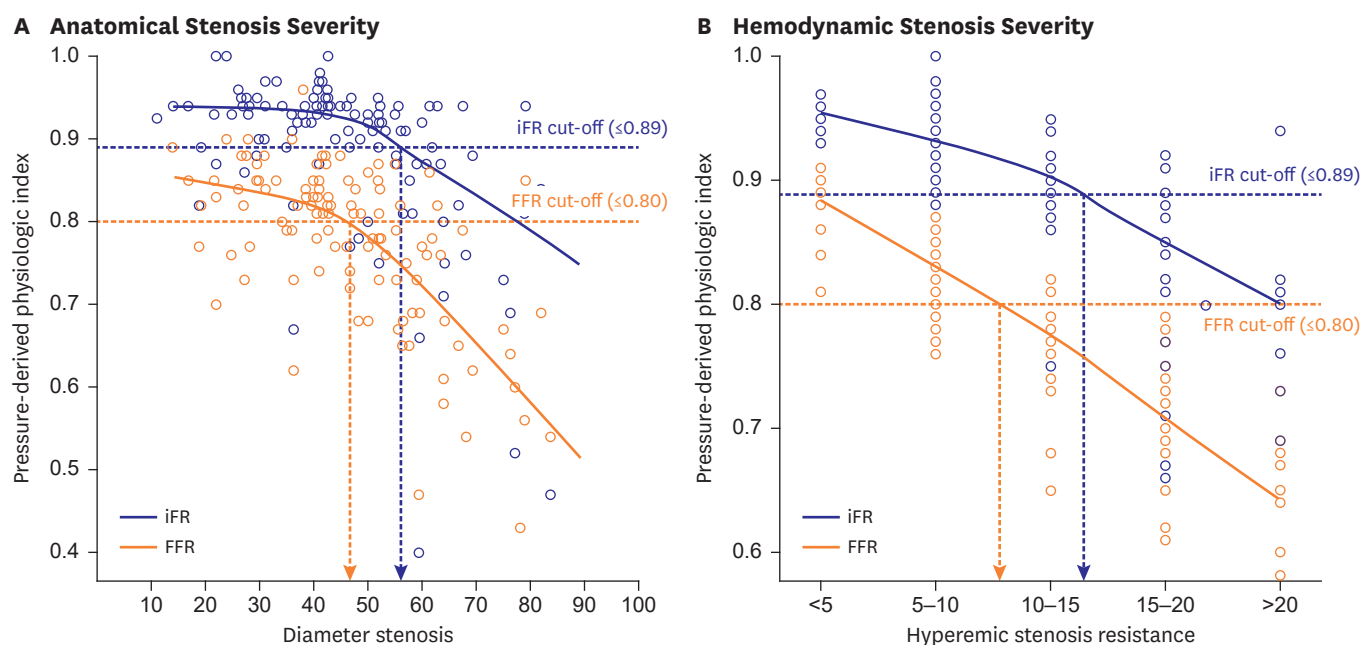 A Anatomical Stenosis Severity
1.0
0.9
0.8
0.7
0.6
0.5
0.4
Pressure-derived physiologic index
iFR cut-off (≤0.89)
FFR cut-off (≤0.80)
iFR
FFR
10 20 30 40 50 60 70 80 90 100
Diameter stenosis
B Hemodynamic Stenosis Severity
1.0
0.9
0.8
0.7
0.6
Pressure-derived physiologic index
iFR cut-off (≤0.89)
FFR cut-off (≤0.80)
iFR
FFR
<5 5–10 10–15 15–20 >20
Hyperemic stenosis resistance